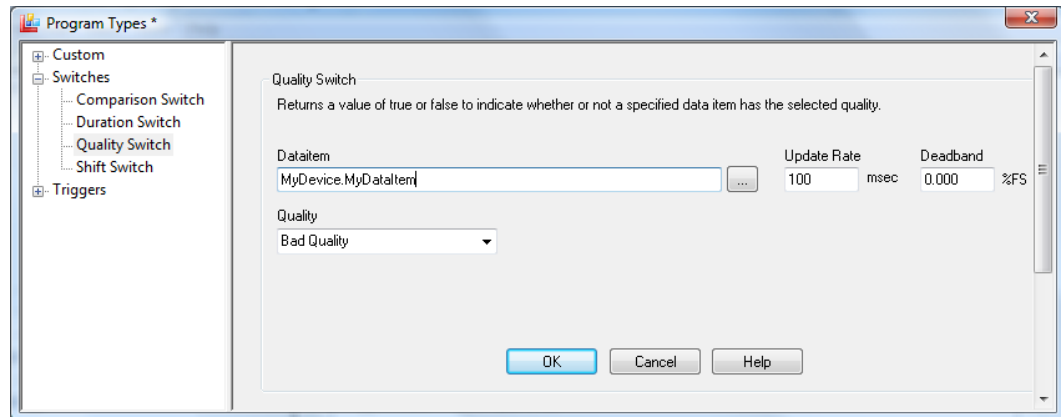 Program Types *
Custom
Switches
Comparison Switch
Duration Switch
Quality Switch
Shift Switch
Triggers
Quality Switch
Returns a value of true or false to indicate whether or not a specified data item has the selected quality.
Dataitem Update Rate Deadband
MyDevice.MyDataItem ... 100 msec 0.000 %FS
Quality
Bad Quality
OK Cancel Help